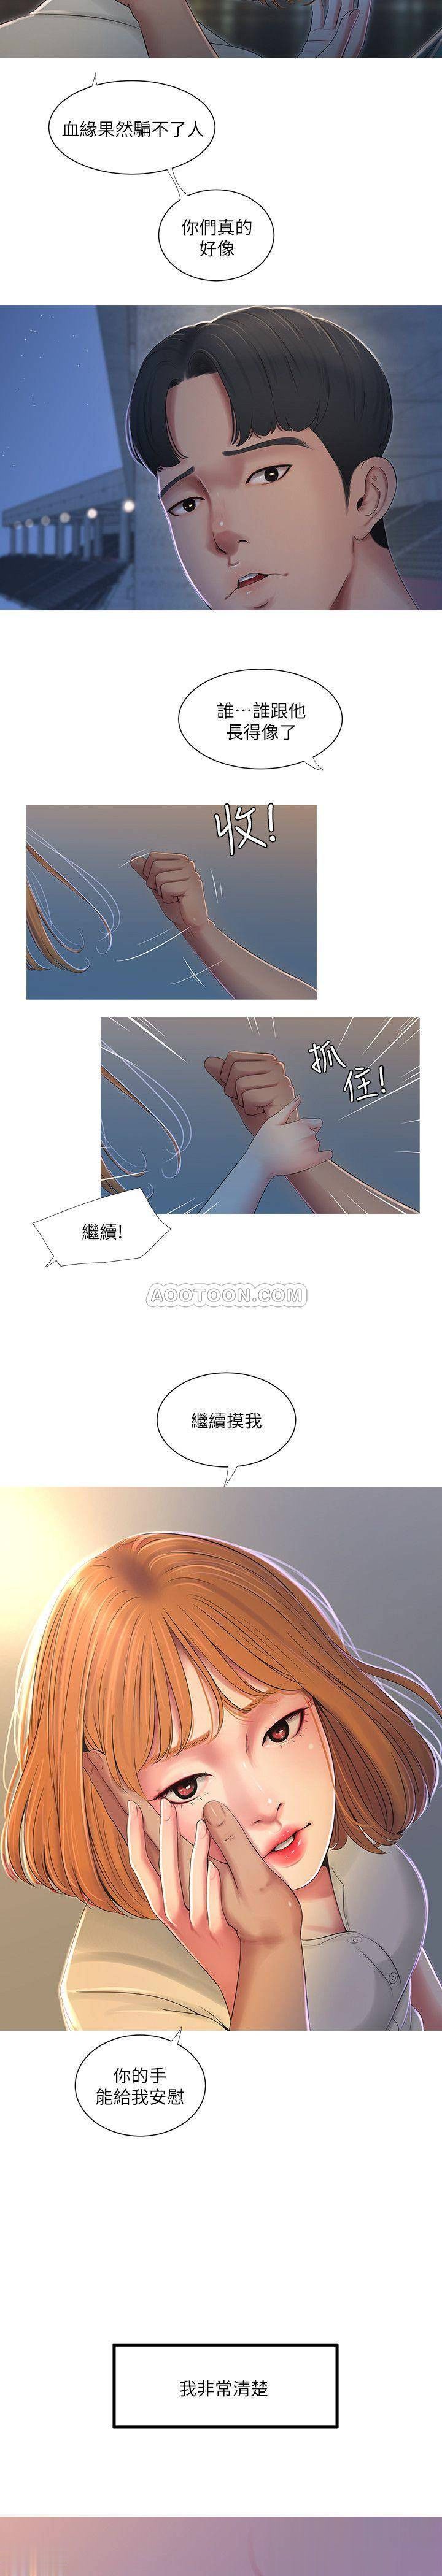 血緣果然騙不了人
你們真的
好像
誰…誰跟他
長得像了
收!
抓
住!
繼續!
AOOTOON.COM
繼續摸我
你的手
能給我安慰
我非常清楚